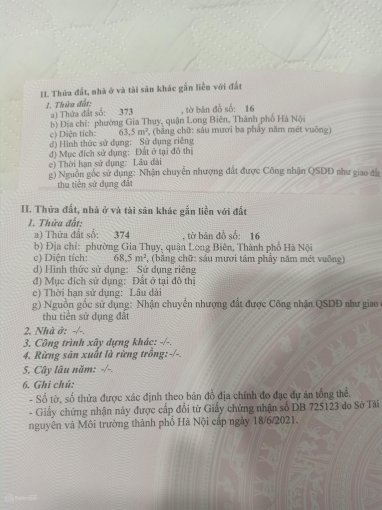 II. Thửa đất, nhà ở và tài sản khác gắn liền với đất
1. Thửa đất:
a) Thửa đất số: 373 , tờ bản đồ số: 16
b) Địa chỉ: phường Gia Thụy, quận Long Biên, Thành phố Hà Nội
c) Diện tích: 63,5 m², (bằng chữ: sáu mươi ba phẩy năm mét vuông)
d) Hình thức sử dụng: Sử dụng riêng
đ) Mục đích sử dụng: Đất ở tại đô thị
e) Thời hạn sử dụng: Lâu dài
g) Nguồn gốc sử dụng: Nhận chuyển nhượng đất được Công nhận QSDĐ như giao đất
thu tiền sử dụng đất
II. Thửa đất, nhà ở và tài sản khác gắn liền với đất
1. Thửa đất:
a) Thửa đất số: 374 , tờ bản đồ số: 16
b) Địa chỉ: phường Gia Thụy, quận Long Biên, Thành phố Hà Nội
c) Diện tích: 68,5 m², (bằng chữ: sáu mươi tám phẩy năm mét vuông)
d) Hình thức sử dụng: Sử dụng riêng
đ) Mục đích sử dụng: Đất ở tại đô thị
e) Thời hạn sử dụng: Lâu dài
g) Nguồn gốc sử dụng: Nhận chuyển nhượng đất được Công nhận QSDĐ như giao
thu tiền sử dụng đất
2. Nhà ở: -/-.
3. Công trình xây dựng khác: -/-.
4. Rừng sản xuất là rừng trồng: -/-.
5. Cây lâu năm: -/-.
6. Ghi chú:
- Số tờ, số thửa được xác định theo bản đồ địa chính đo đạc dự án tổng thể.
- Giấy chứng nhận này được cấp đổi từ Giấy chứng nhận số DB 725123 do Sở Tài
nguyên và Môi trường thành phố Hà Nội cấp ngày 18/6/2021.